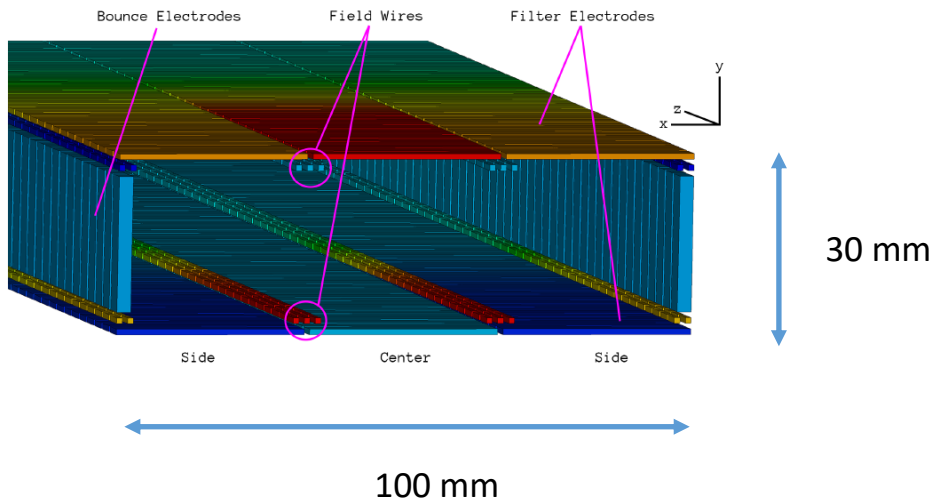 Bounce Electrodes
Field Wires
Filter Electrodes
y
z
x
30 mm
Side
Center
Side
100 mm